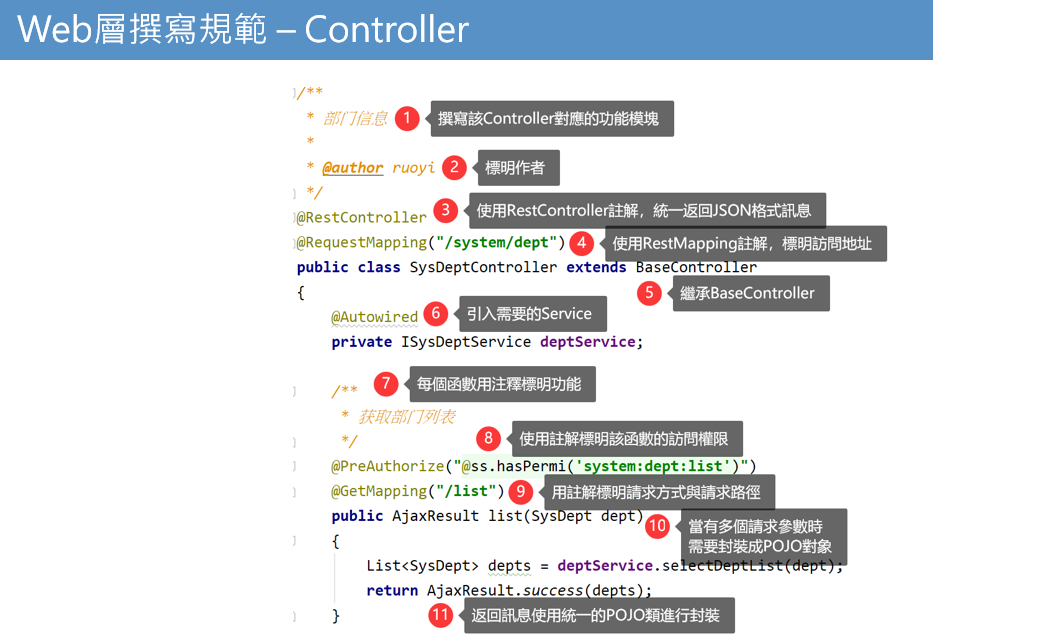 Web層撰寫規範 – Controller
/**
* 部门信息 1 撰寫該Controller對應的功能模塊
*
* @author ruoyi 2 標明作者
*/
@RestController 3 使用RestController註解，統一返回JSON格式訊息
@RequestMapping("/system/dept") 4 使用RestMapping註解，標明訪問地址
public class SysDeptController extends BaseController
{ 5 繼承BaseController
@Autowired 6 引入需要的Service
private ISysDeptService deptService;
/** 7 每個函數用注釋標明功能
* 获取部门列表
*/ 8 使用註解標明該函數的訪問權限
@PreAuthorize("@ss.hasPermi('system:dept:list')")
@GetMapping("/list") 9 用註解標明請求方式與請求路徑
public AjaxResult list(SysDept dept) 10 當有多個請求參數時
需要封裝成POJO對象
{
List<SysDept> depts = deptService.selectDeptList(dept);
return AjaxResult.success(depts);
} 11 返回訊息使用統一的POJO類進行封裝